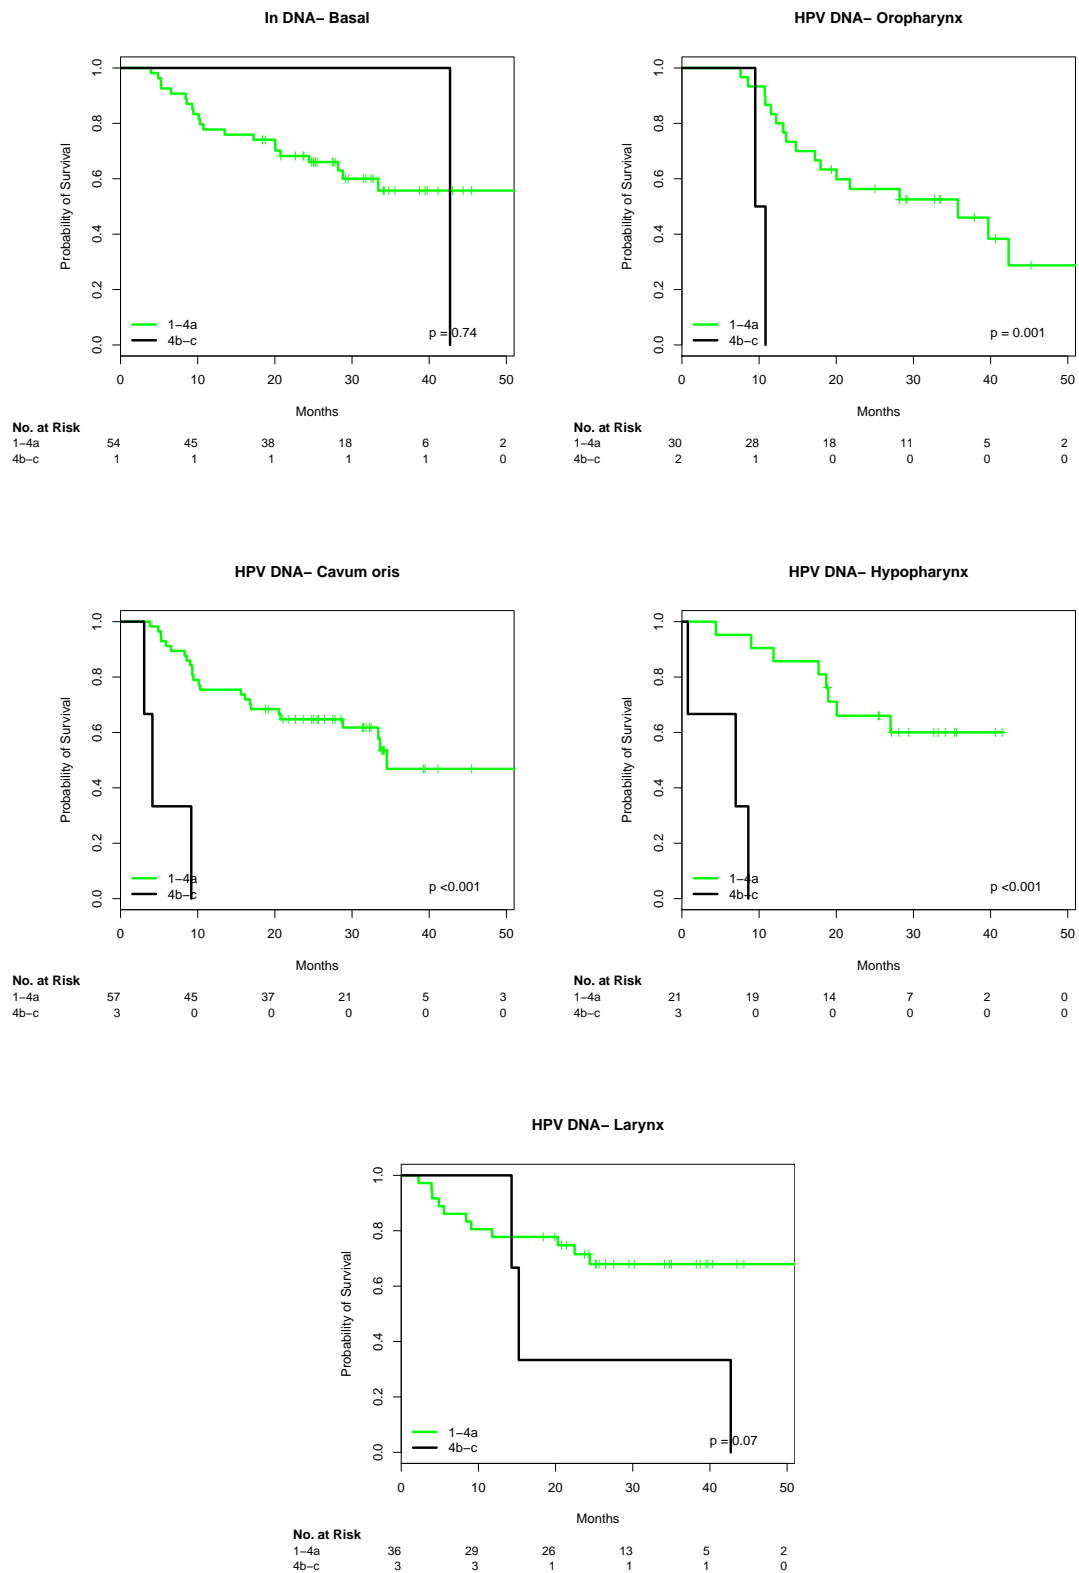 In DNA− Basal
Probability of Survival
1.0
0.8
0.6
0.4
0.2
0.0
1−4a
4b−c
p = 0.74
0 10 20 30 40 50
Months
No. at Risk
1−4a 54 45 38 18 6 2
4b−c 1 1 1 1 1 0
HPV DNA− Oropharynx
Probability of Survival
1.0
0.8
0.6
0.4
0.2
0.0
1−4a
4b−c
p = 0.001
0 10 20 30 40 50
Months
No. at Risk
1−4a 30 28 18 11 5 2
4b−c 2 1 0 0 0 0
HPV DNA− Cavum oris
Probability of Survival
1.0
0.8
0.6
0.4
0.2
0.0
1−4a
4b−c
p <0.001
0 10 20 30 40 50
Months
No. at Risk
1−4a 57 45 37 21 5 3
4b−c 3 0 0 0 0 0
HPV DNA− Hypopharynx
Probability of Survival
1.0
0.8
0.6
0.4
0.2
0.0
1−4a
4b−c
p <0.001
0 10 20 30 40 50
Months
No. at Risk
1−4a 21 19 14 7 2 0
4b−c 3 0 0 0 0 0
HPV DNA− Larynx
Probability of Survival
1.0
0.8
0.6
0.4
0.2
0.0
1−4a
4b−c
p = 0.07
0 10 20 30 40 50
Months
No. at Risk
1−4a 36 29 26 13 5 2
4b−c 3 3 1 1 1 0